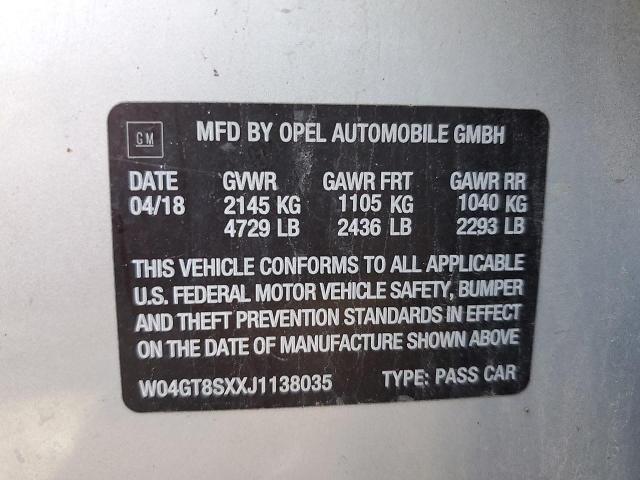 GM
MFD BY OPEL AUTOMOBILE GMBH
DATE GVWR GAWR FRT GAWR RR
04/18 2145 KG 1105 KG 1040 KG
4729 LB 2436 LB 2293 LB
THIS VEHICLE CONFORMS TO ALL APPLICABLE
U.S. FEDERAL MOTOR VEHICLE SAFETY, BUMPER
AND THEFT PREVENTION STANDARDS IN EFFECT
ON THE DATE OF MANUFACTURE SHOWN ABOVE
W04GT8SXXJ1138035 TYPE: PASS CAR